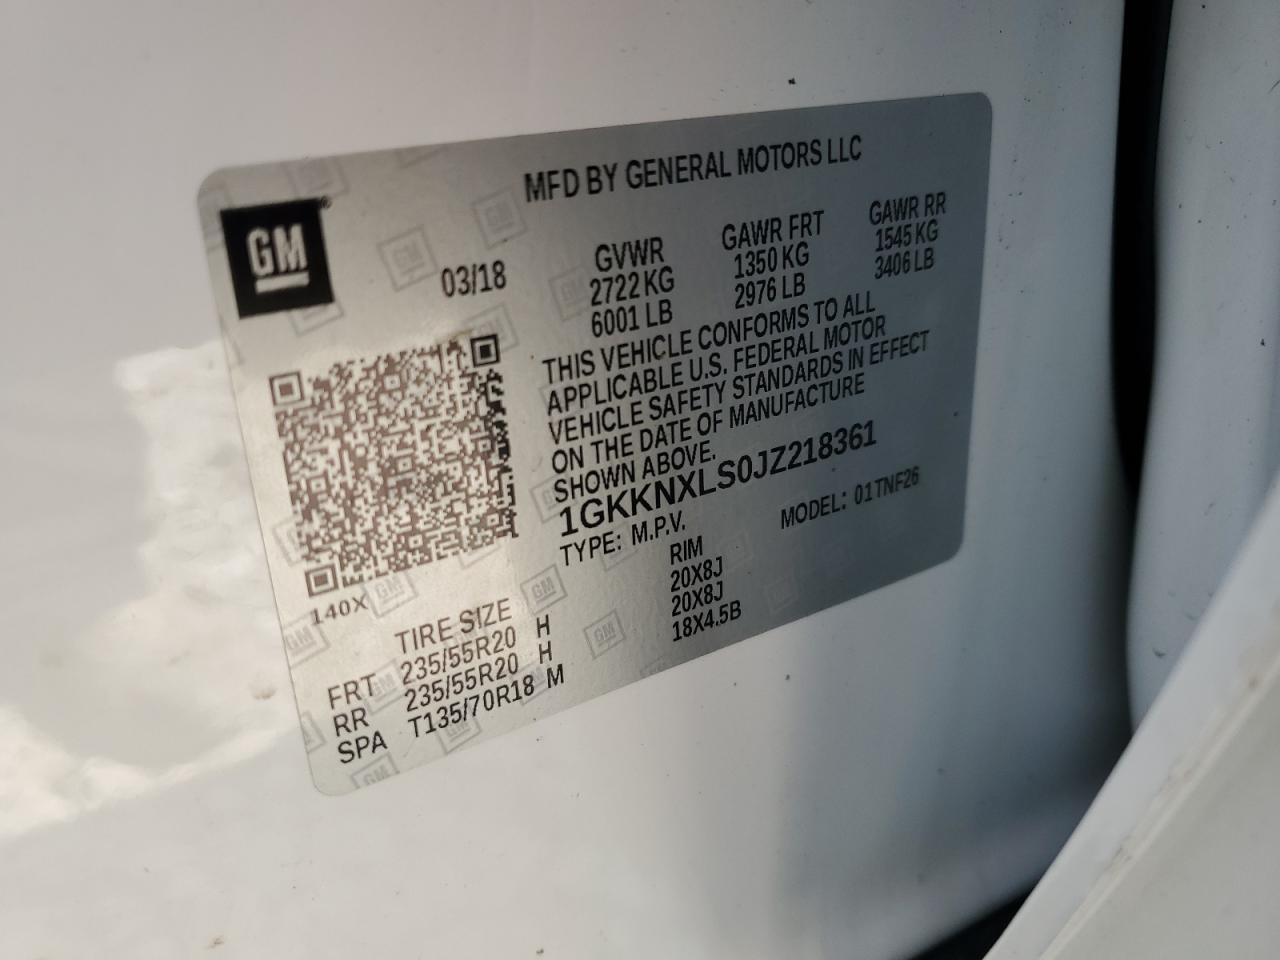 MFD BY GENERAL MOTORS LLC
GM®
03/18
GVWR
2722 KG
6001 LB
GAWR FRT
1350 KG
2976 LB
GAWR RR
1545 KG
3406 LB
THIS VEHICLE CONFORMS TO ALL
APPLICABLE U.S. FEDERAL MOTOR
VEHICLE SAFETY STANDARDS IN EFFECT
ON THE DATE OF MANUFACTURE
SHOWN ABOVE.
1GKKNXLS0JZ218361
TYPE: M.P.V. MODEL: 01TNF26
140X
TIRE SIZE RIM
FRT 235/55R20 H 20X8J
RR 235/55R20 H 20X8J
SPA T135/70R18 M 18X4.5B